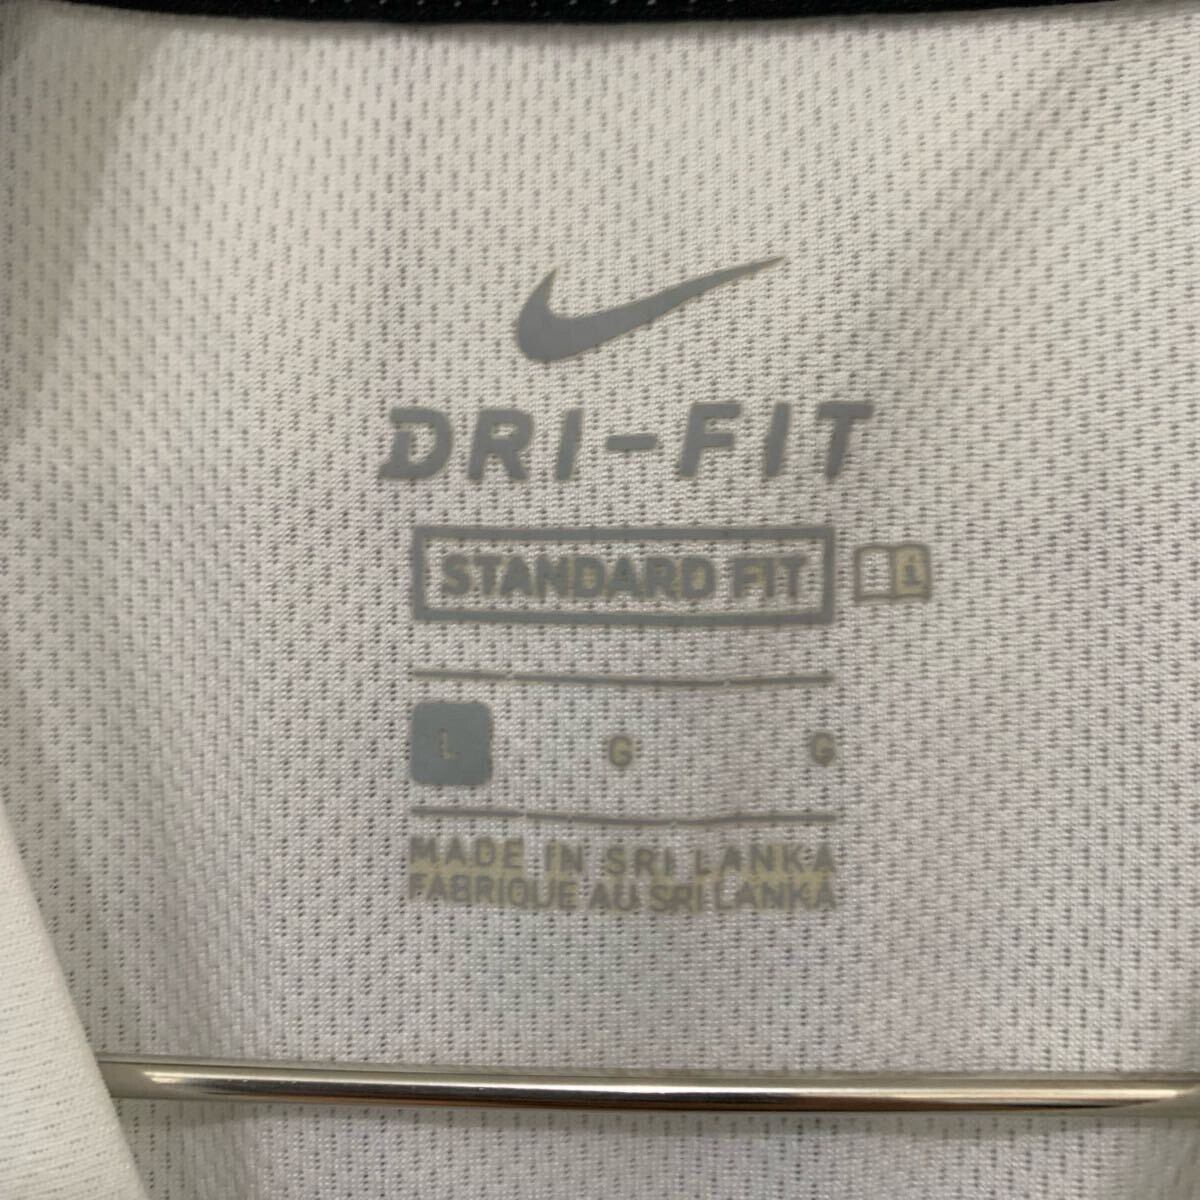 DRI-FIT
STANDARD FIT i
L G G
MADE IN SRI LANKA
FABRIQUE AU SRI LANKA